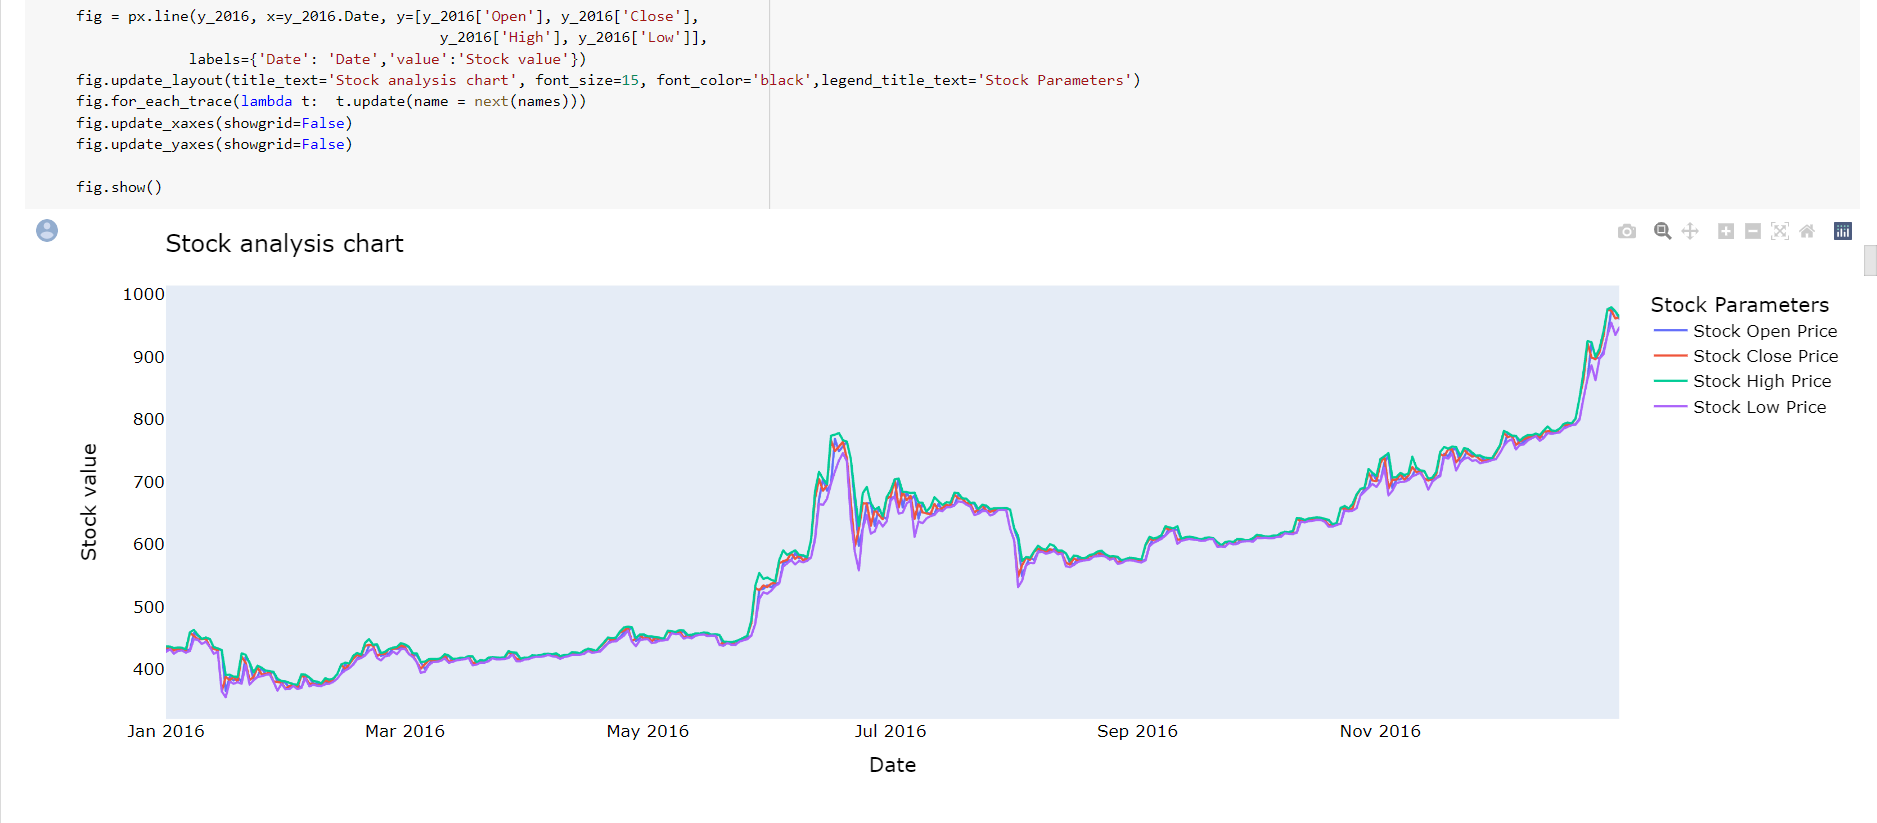 fig = px.line(y_2016, x=y_2016.Date, y=[y_2016['Open'], y_2016['Close'],
y_2016['High'], y_2016['Low']],
labels={'Date': 'Date','value':'Stock value'})
fig.update_layout(title_text='Stock analysis chart', font_size=15, font_color='black',legend_title_text='Stock Parameters')
fig.for_each_trace(lambda t:  t.update(name = next(names)))
fig.update_xaxes(showgrid=False)
fig.update_yaxes(showgrid=False)
fig.show()
Stock analysis chart
1000
900
800
700
600
500
400
Stock value
Jan 2016
Mar 2016
May 2016
Jul 2016
Sep 2016
Nov 2016
Date
Stock Parameters
Stock Open Price
Stock Close Price
Stock High Price
Stock Low Price